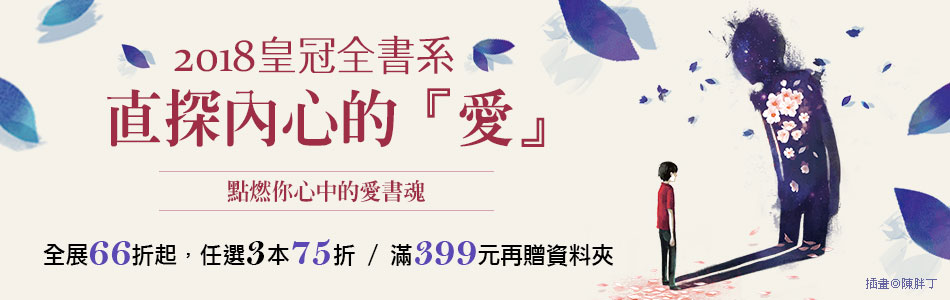 2018皇冠全書系
直探內心的『愛』
點燃你心中的愛書魂
全展66折起，任選3本75折 / 滿399元再贈資料夾
插畫©陳胖丁